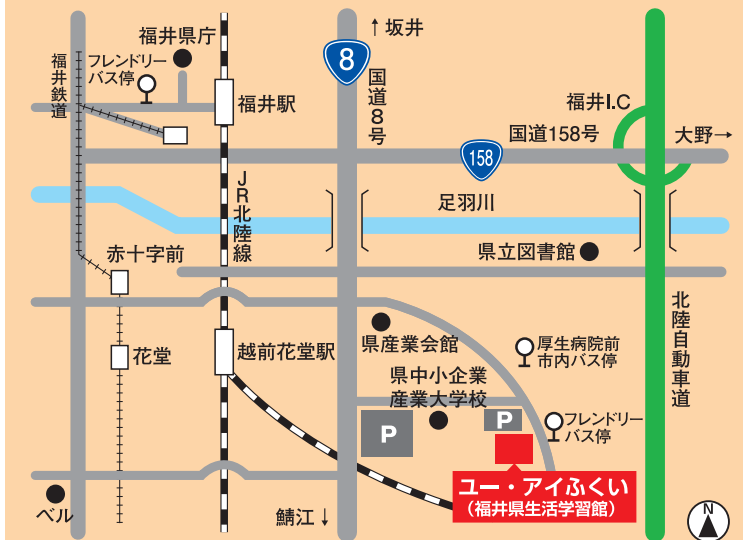 ↑坂井
福井県庁
フレンドリー
バス停
福井鉄道
8
国道8号
福井駅
福井I.C
国道158号
大野→
158
JR北陸線
足羽川
県立図書館
赤十字前
北陸自動車道
花堂
越前花堂駅
県産業会館
厚生病院前
市内バス停
県中小企業
産業大学校
P
P
フレンドリー
バス停
ユー・アイふくい
(福井県生活学習館)
ベル
鯖江↓
N